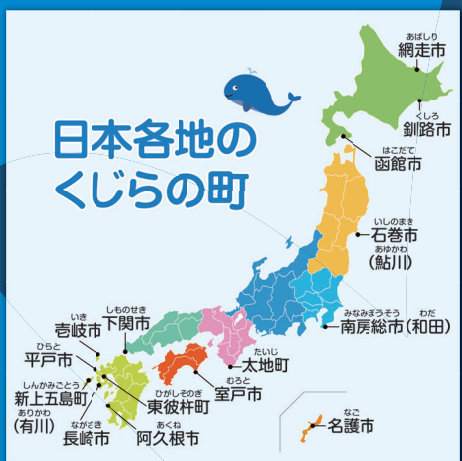 日本各地の
くじらの町
あばしり
網走市
くしろ
釧路市
はこだて
函館市
いしのまき
石巻市
あゆかわ
(鮎川)
みなみぼうそう わだ
南房総市(和田)
たいじ
太地町
むろと
室戸市
しものせき
下関市
いき
壱岐市
ひらと
平戸市
しんかみごとう
新上五島町
ありかわ
(有川)
ひがしそのぎ
東彼杵町
ながさき
長崎市
あくね
阿久根市
なご
名護市